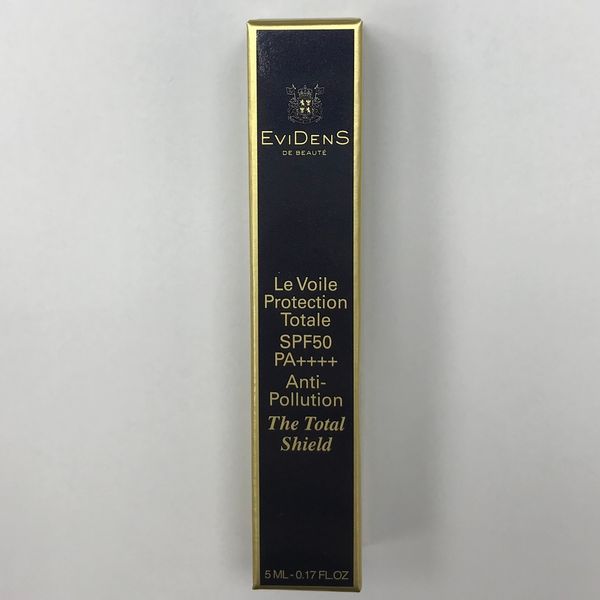 EviDenS
DE BEAUTÉ
Le Voile
Protection
Totale
SPF50
PA++++
Anti-
Pollution
The Total
Shield
5 ML - 0.17 FL.OZ